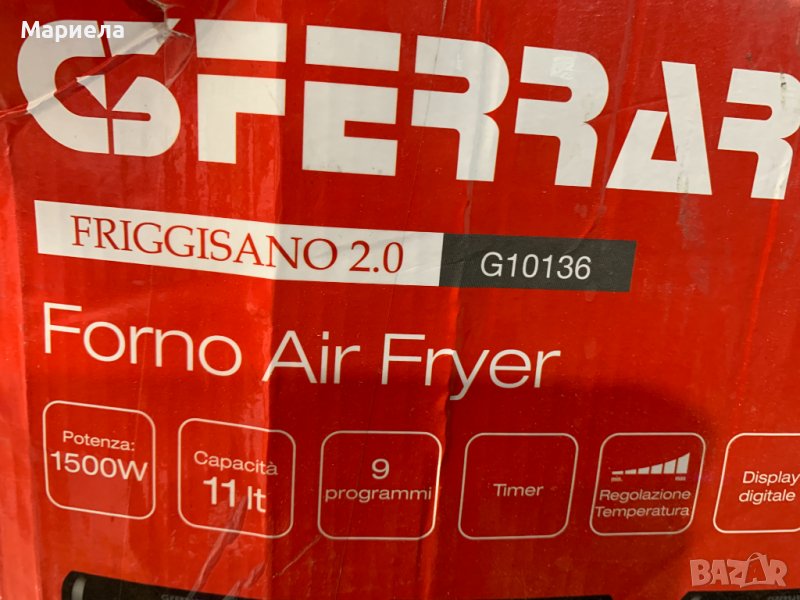 Мариела
GFERRAR
FRIGGISANO 2.0
G10136
Forno Air Fryer
Potenza:
1500W
Capacità
11 lt
9
programmi
Timer
Regolazione
Temperatura
Display
digitale
BAZAR